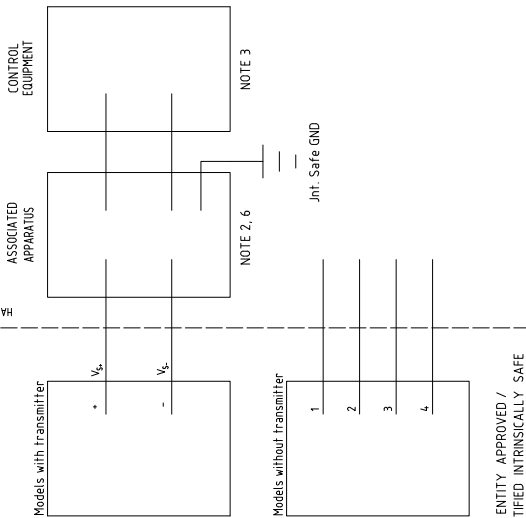 CONTROL
EQUIPMENT
NOTE 3
ASSOCIATED
APPARATUS
NOTE 2, 6
Jnt. Safe GND
HA
Models with transmitter
+
-
Vs+
Vs-
Models without transmitter
1
2
3
4
ENTITY APPROVED /
TIFIED INTRINSICALLY SAFE